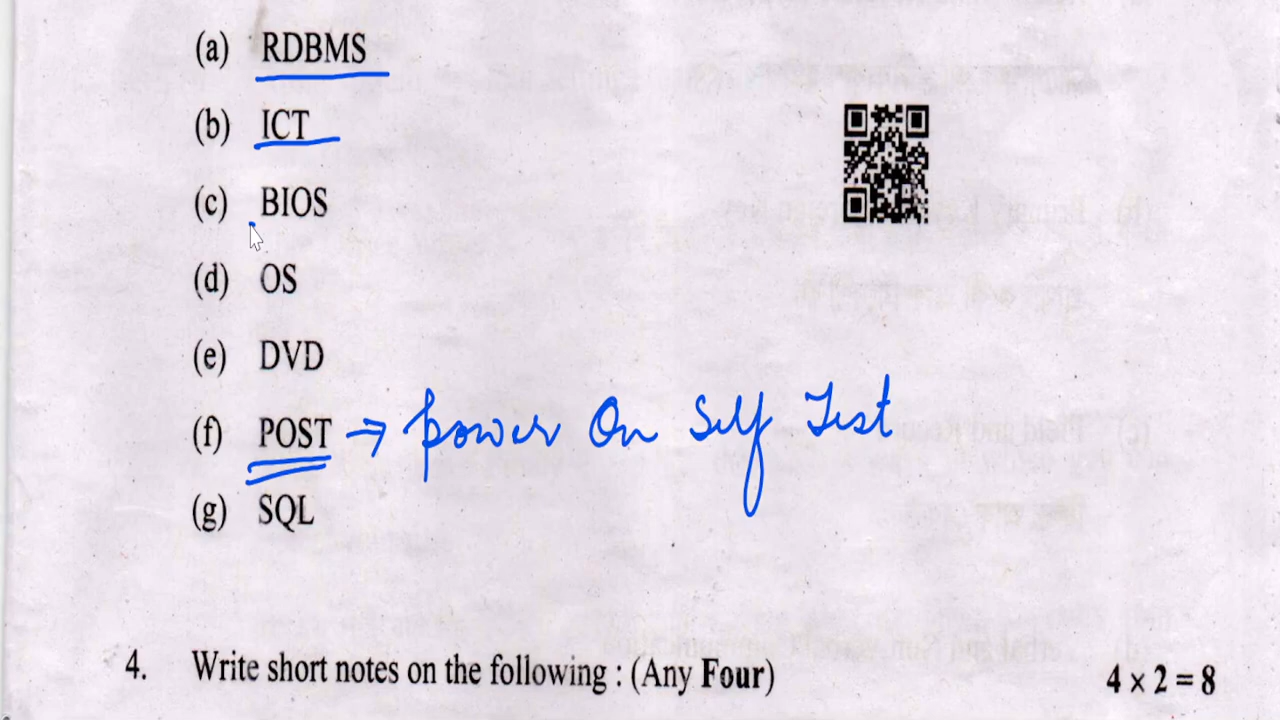 (a) RDBMS
(b) ICT
(c) BIOS
(d) OS
(e) DVD
(f) POST ⇒ Power On Self Test
(g) SQL
4. Write short notes on the following : (Any Four) 4 × 2 = 8